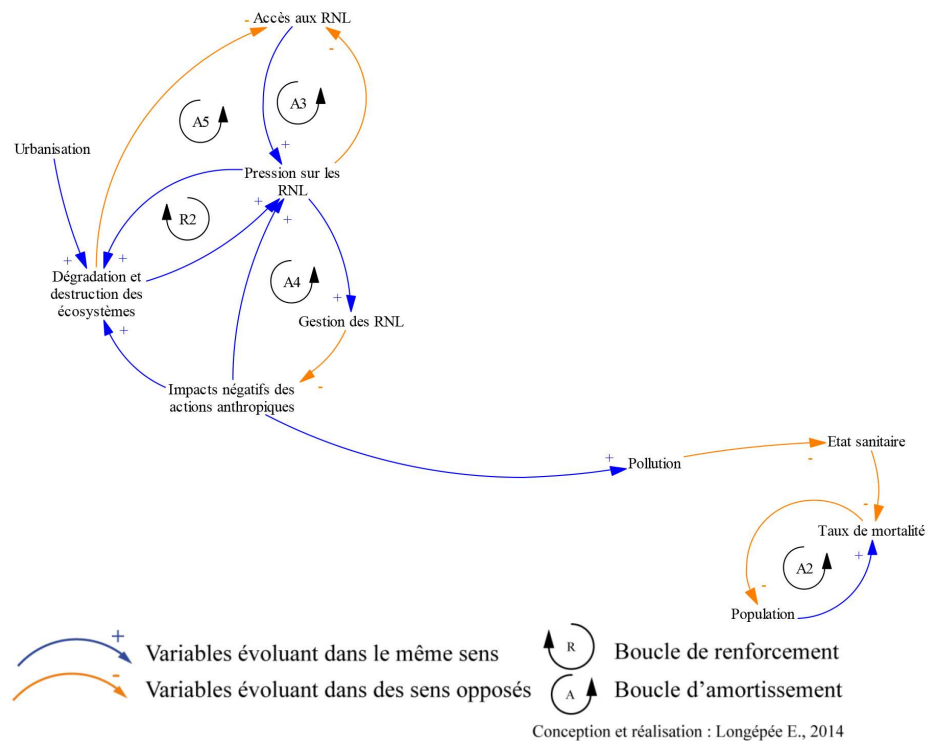 Accès aux RNL
-
-
A3
A5
Urbanisation
+
Pression sur les
RNL
+
+
R2
+
+
Dégradation et
destruction des
écosystèmes
A4
+
Gestion des RNL
+
-
Impacts négatifs des
actions anthropiques
Etat sanitaire
+
Pollution
-
-
Taux de mortalité
+
A2
-
Population
+
Variables évoluant dans le même sens
R
Boucle de renforcement
-
Variables évoluant dans des sens opposés
A
Boucle d'amortissement
Conception et réalisation : Longépée E., 2014